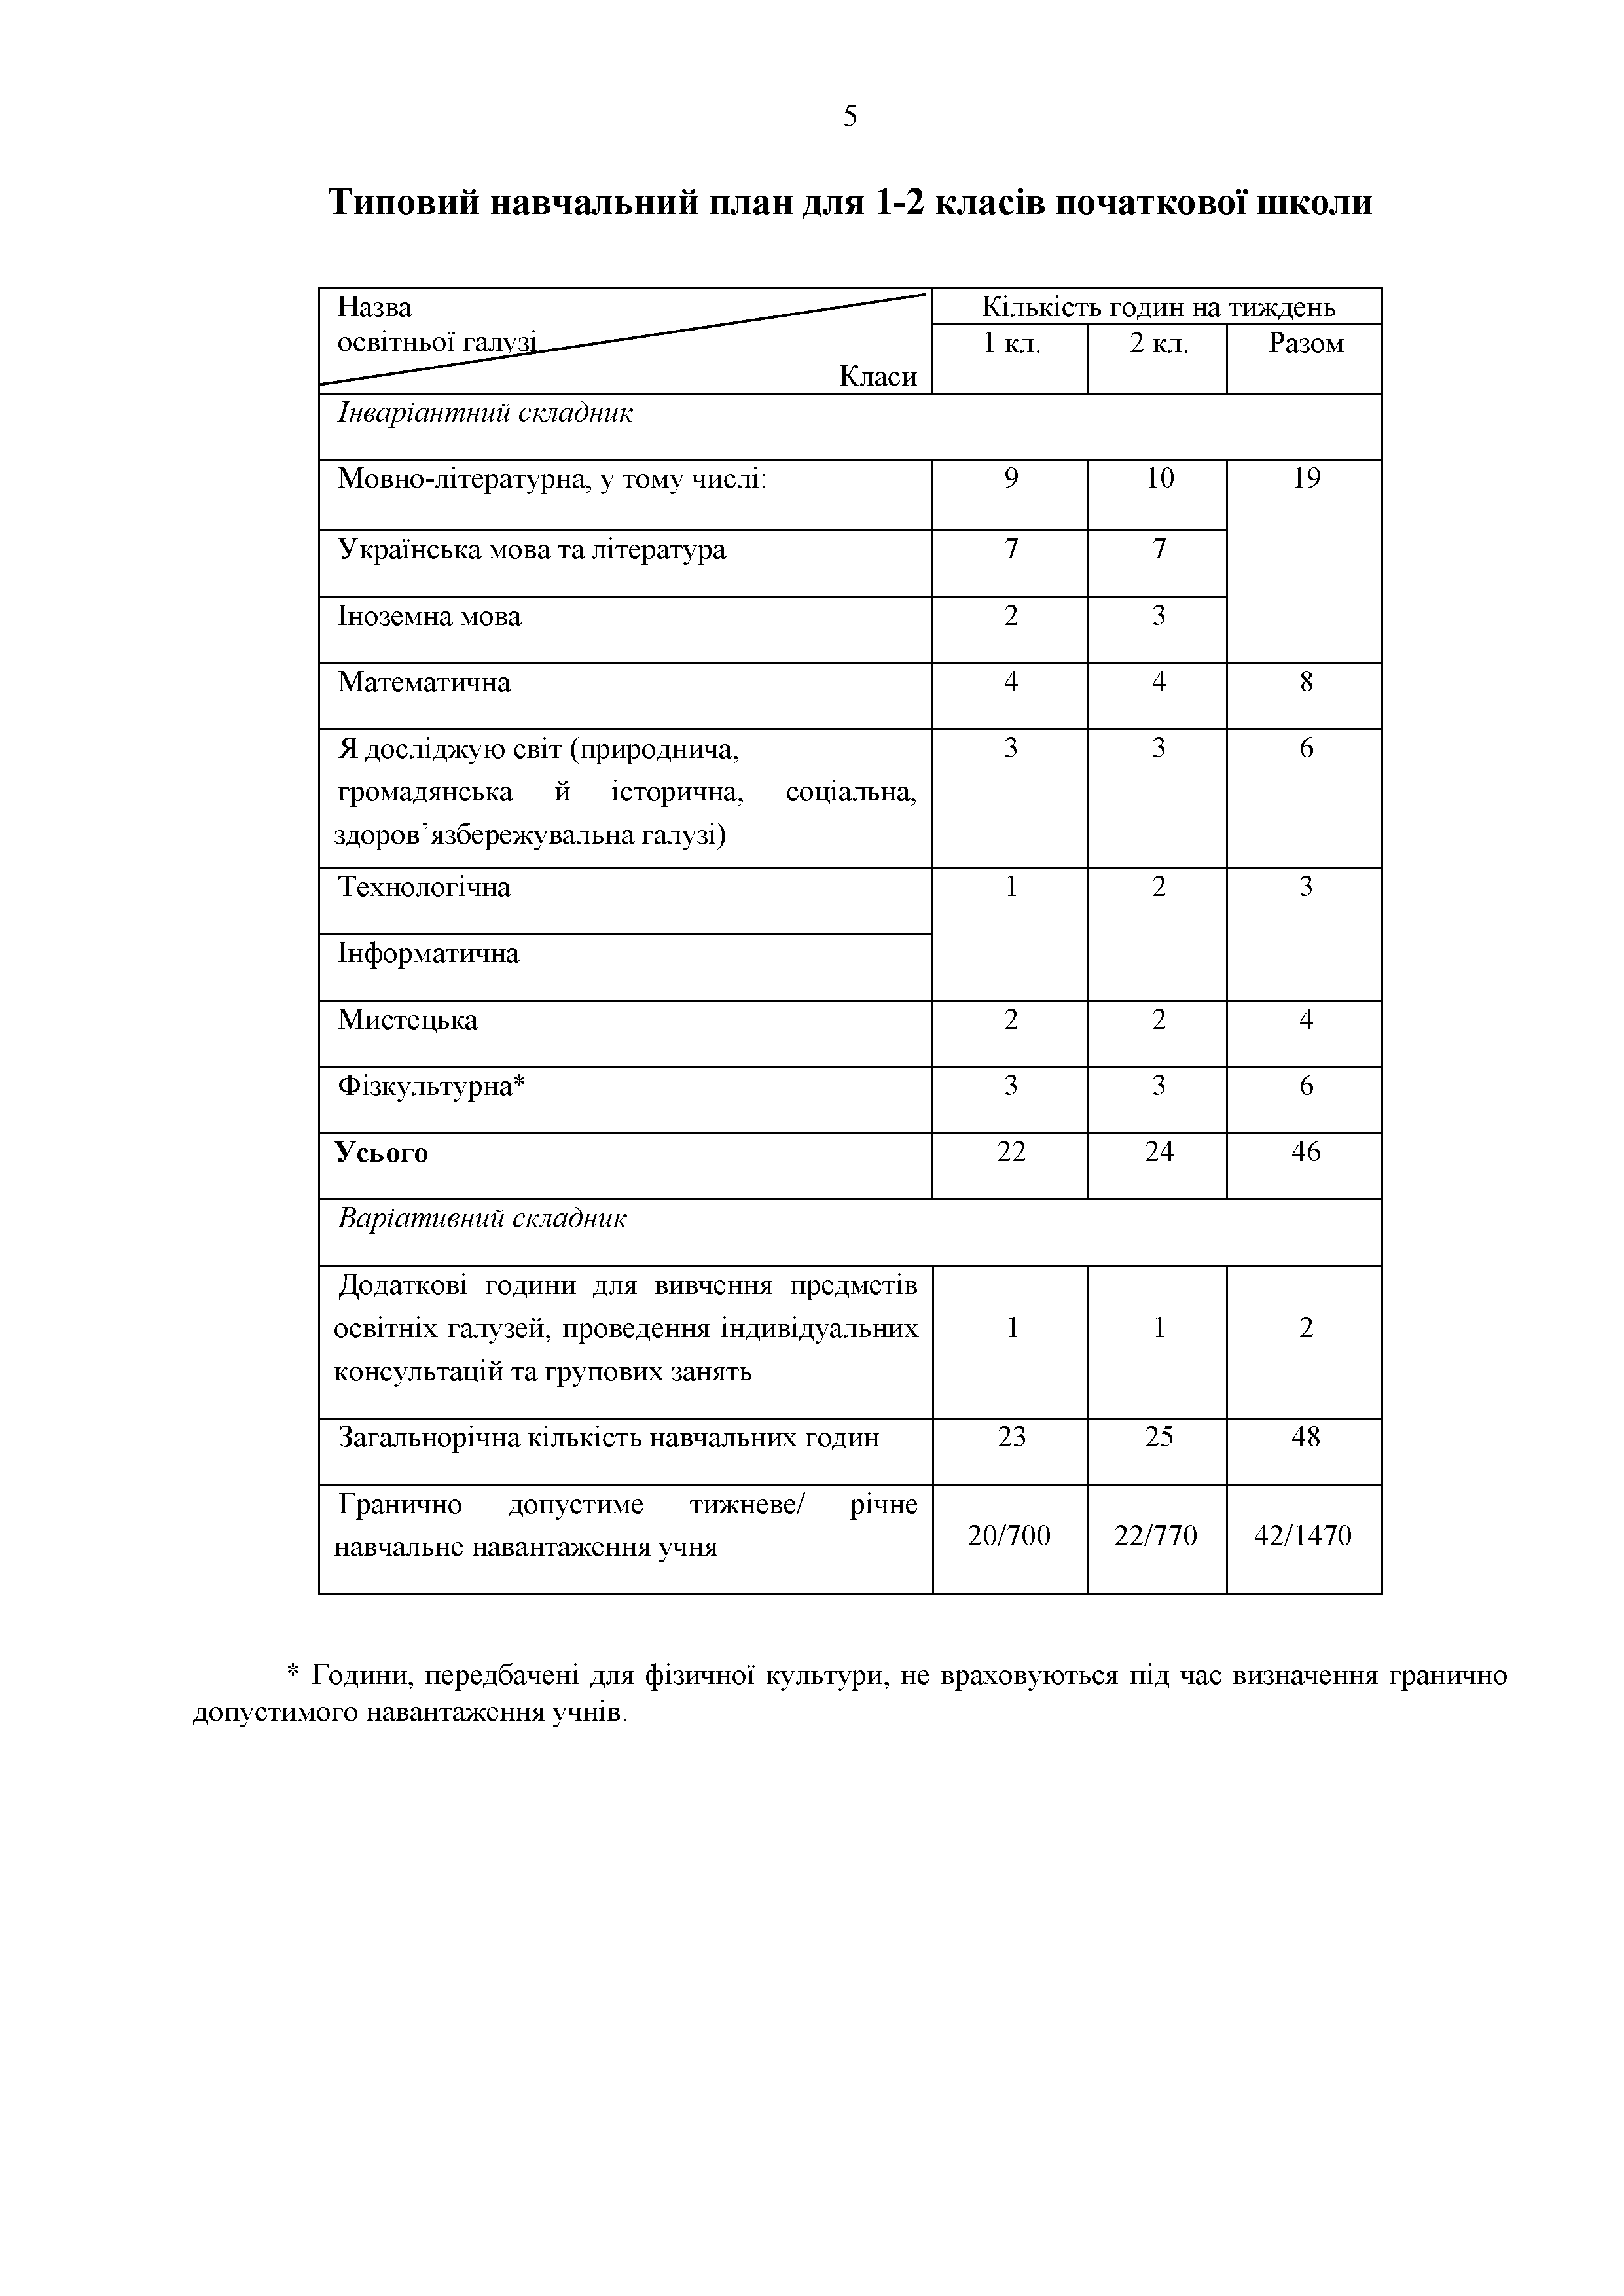 5
Типовий навчальний план для 1-2 класів початкової школи
Назва
освітньої галузі
Класи
Кількість годин на тиждень
1 кл. 2 кл. Разом
Інваріантний складник
Мовно-літературна, у тому числі: 9 10 19
Українська мова та література 7 7
Іноземна мова 2 3
Математична 4 4 8
Я досліджую світ (природнича, 3 3 6
громадянська й історична, соціальна,
здоров’язбережувальна галузі)
Технологічна 1 2 3
Інформатична
Мистецька 2 2 4
Фізкультурна* 3 3 6
Усього 22 24 46
Варіативний складник
Додаткові години для вивчення предметів
освітніх галузей, проведення індивідуальних 1 1 2
консультацій та групових занять
Загальнорічна кількість навчальних годин 23 25 48
Гранично допустиме тижневе/ річне
навчальне навантаження учня 20/700 22/770 42/1470
* Години, передбачені для фізичної культури, не враховуються під час визначення гранично
допустимого навантаження учнів.